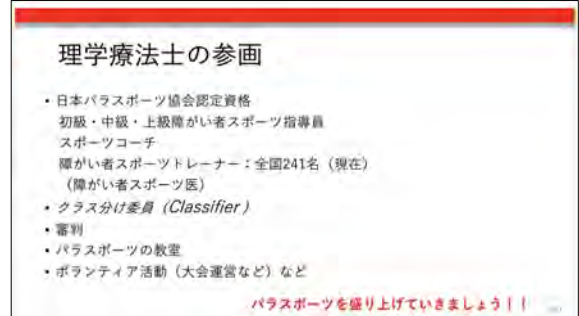 理学療法士の参画
• 日本パラスポーツ協会認定資格
初級・中級・上級障がい者スポーツ指導員
スポーツコーチ
障がい者スポーツトレーナー：全国241名（現在）
（障がい者スポーツ医）
• クラス分け委員（Classifier）
• 審判
• パラスポーツの教室
• ボランティア活動（大会運営など）など
パラスポーツを盛り上げていきましょう！！